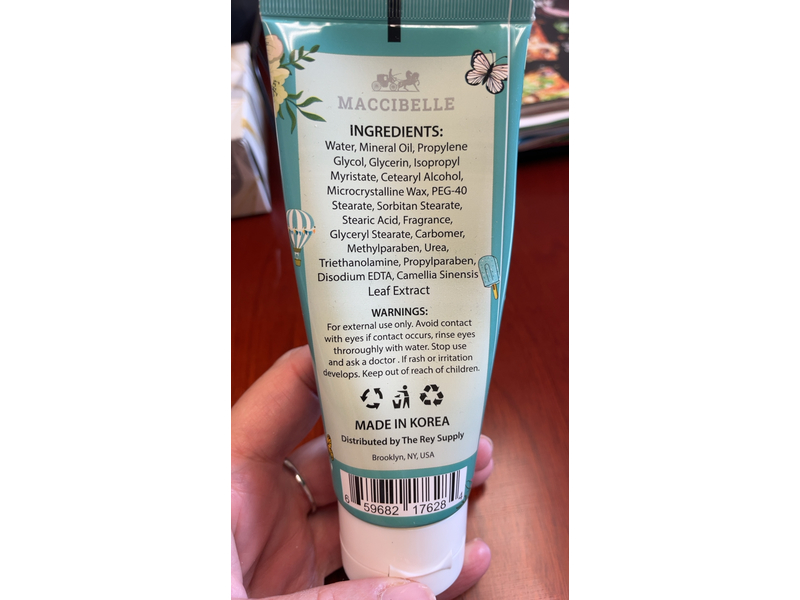 MACCIBELLE
INGREDIENTS:
Water, Mineral Oil, Propylene
Glycol, Glycerin, Isopropyl
Myristate, Cetearyl Alcohol,
Microcrystalline Wax, PEG-40
Stearate, Sorbitan Stearate,
Stearic Acid, Fragrance,
Glyceryl Stearate, Carbomer,
Methylparaben, Urea,
Triethanolamine, Propylparaben,
Disodium EDTA, Camellia Sinensis
Leaf Extract
WARNINGS:
For external use only. Avoid contact
with eyes if contact occurs, rinse eyes
throroughly with water. Stop use
and ask a doctor . If rash or irritation
develops. Keep out of reach of children.
MADE IN KOREA
Distributed by The Rey Supply
Brooklyn, NY, USA
6 59682 17628 4